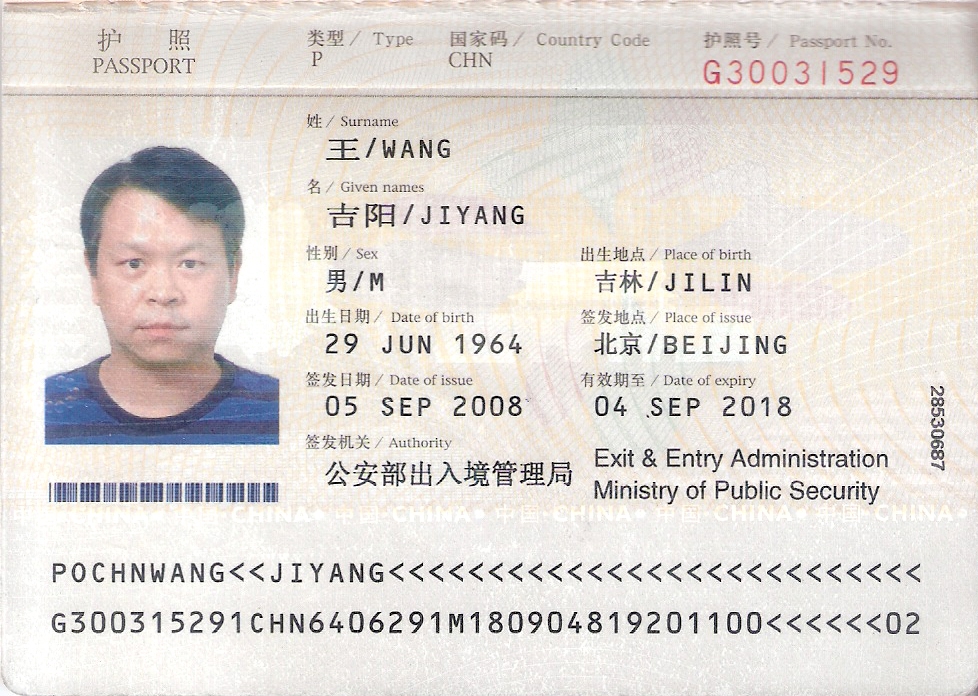 护 照 类型 / Type 国家码 / Country Code 护照号 / Passport No.
PASSPORT P CHN G30031529
姓 / Surname
王/WANG
名 / Given names
吉阳/JIYANG
性别 / Sex 出生地点 / Place of birth
男/M 吉林/JILIN
出生日期 / Date of birth 签发地点 / Place of issue
29 JUN 1964 北京/BEIJING
签发日期 / Date of issue 有效期至 / Date of expiry
05 SEP 2008 04 SEP 2018
28530687
签发机关 / Authority
公安部出入境管理局 Exit & Entry Administration
Ministry of Public Security
CHINA 中国·CHINA 中国·CHINA 中国·CHINA 中国·CHINA
POCHNWANG<<JIYANG<<<<<<<<<<<<<<<<<<<<<<<<<<<
G300315291CHN6406291M180904819201100<<<<<<02